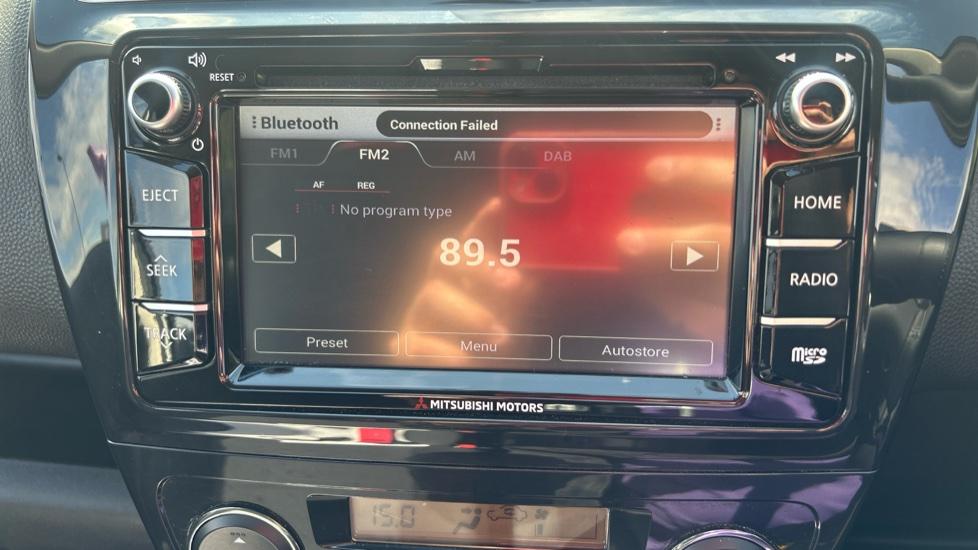 RESET
Bluetooth Connection Failed
FM1 FM2 AM DAB
AF REG
No program type
89.5
Preset Menu Autostore
EJECT
SEEK
TRACK
HOME
RADIO
micro SD
MITSUBISHI MOTORS
15.0